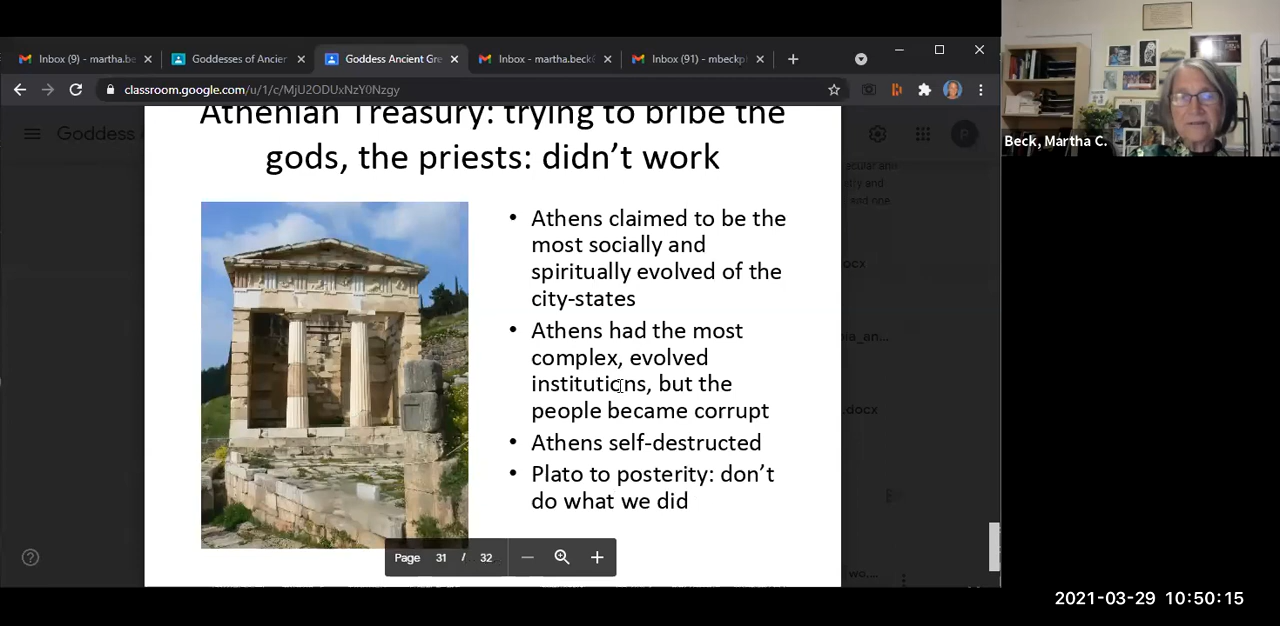 Inbox (9) - martha.be
Goddesses of Ancier
Goddess Ancient Gre
Inbox - martha.beck@
Inbox (91) - mbeckp
classroom.google.com/u/1/c/MjU2ODUxNzY0Nzgy
Goddess
P
Athenian Treasury: trying to bribe the
gods, the priests: didn't work
• Athens claimed to be the
most socially and
spiritually evolved of the
city-states
• Athens had the most
complex, evolved
institutions, but the
people became corrupt
• Athens self-destructed
• Plato to posterity: don't
do what we did
Page 31 / 32
Beck, Martha C.
2021-03-29 10:50:15